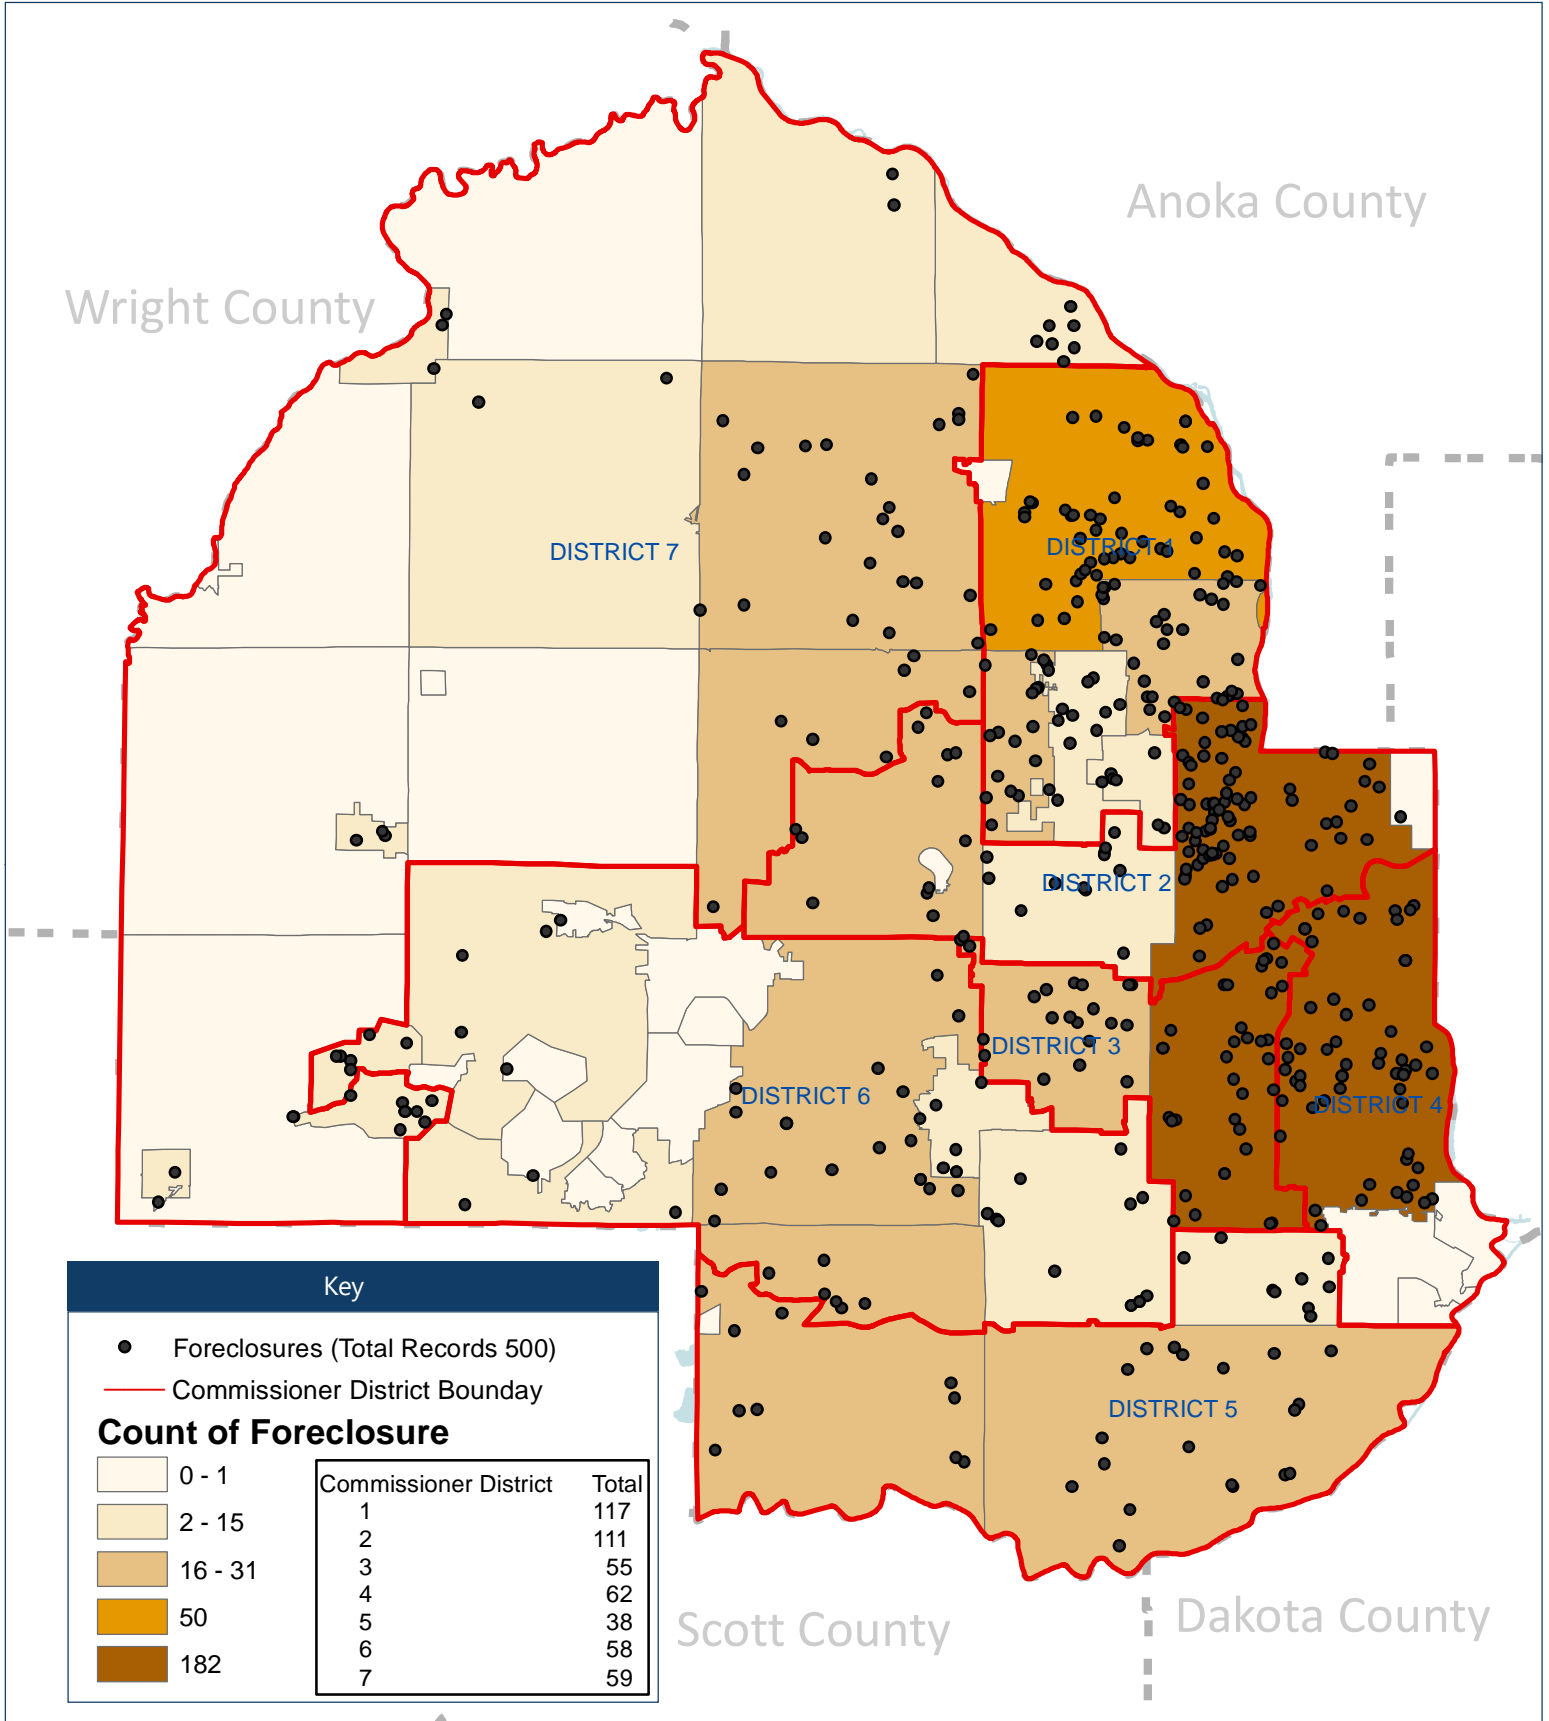 Anoka County
Wright County
DISTRICT 7
DISTRICT 1
DISTRICT 2
DISTRICT 3
DISTRICT 6
DISTRICT 4
DISTRICT 5
Key
Foreclosures (Total Records 500)
Commissioner District Bounday
Count of Foreclosure
0 - 1
2 - 15
16 - 31
50
182
Commissioner District Total
1 117
2 111
3 55
4 62
5 38
6 58
7 59
Scott County
Dakota County